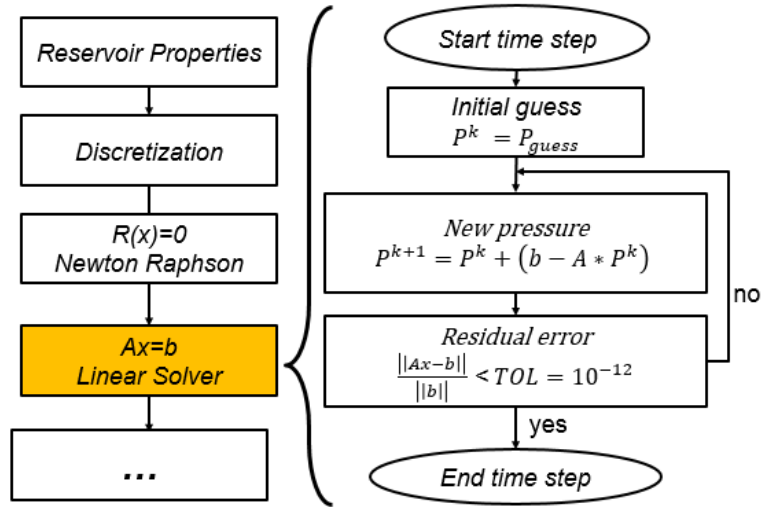 Reservoir Properties
Discretization
R(x)=0
Newton Raphson
Ax=b
Linear Solver
...
Start time step
Initial guess
P^k = P_guess
New pressure
P^{k+1} = P^k + (b − A ∗ P^k)
no
Residual error
||Ax−b|| / ||b|| < TOL = 10^{−12}
yes
End time step